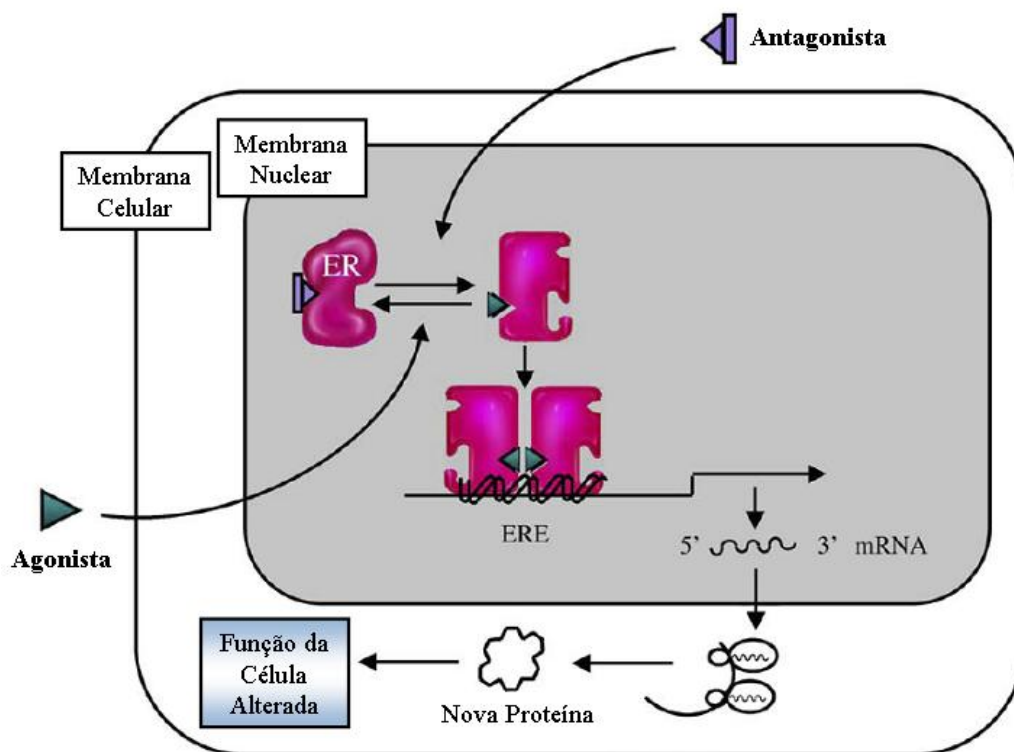 Antagonista
Membrana
Nuclear
Membrana
Celular
ER
ERE
5’ 3’ mRNA
Agonista
Função da
Célula
Alterada
Nova Proteína